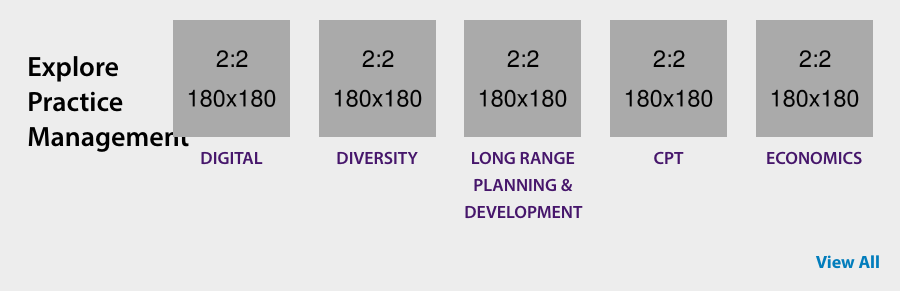 Explore
Practice
Management
2:2
180x180
DIGITAL
2:2
180x180
DIVERSITY
2:2
180x180
LONG RANGE
PLANNING &
DEVELOPMENT
2:2
180x180
CPT
2:2
180x180
ECONOMICS
View All